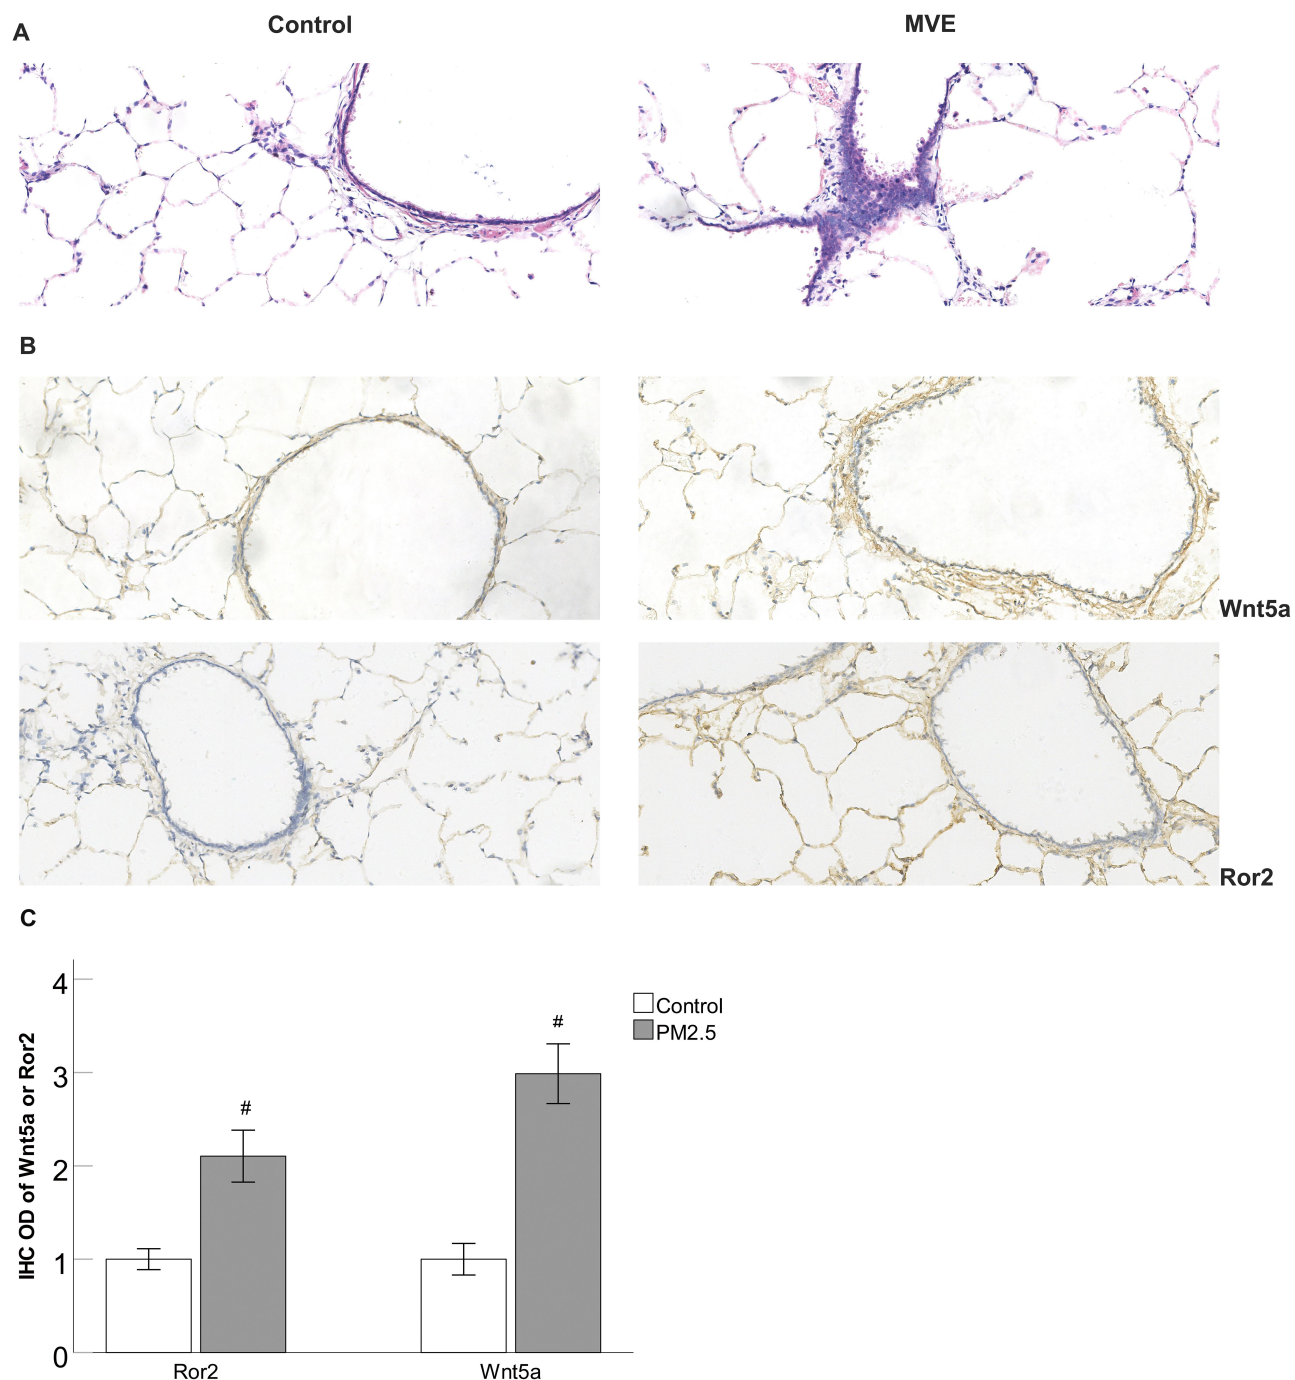 A
Control
MVE
B
Wnt5a
Ror2
C
IHC OD of Wnt5a or Ror2
4
3
2
1
0
#
#
Control
PM2.5
Ror2
Wnt5a